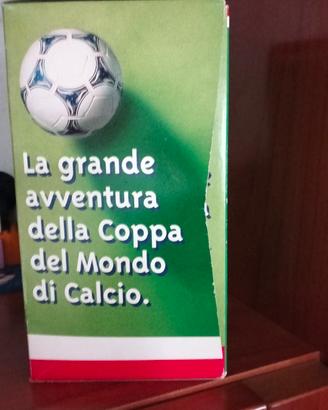 La grande
avventura
della Coppa
del Mondo
di Calcio.